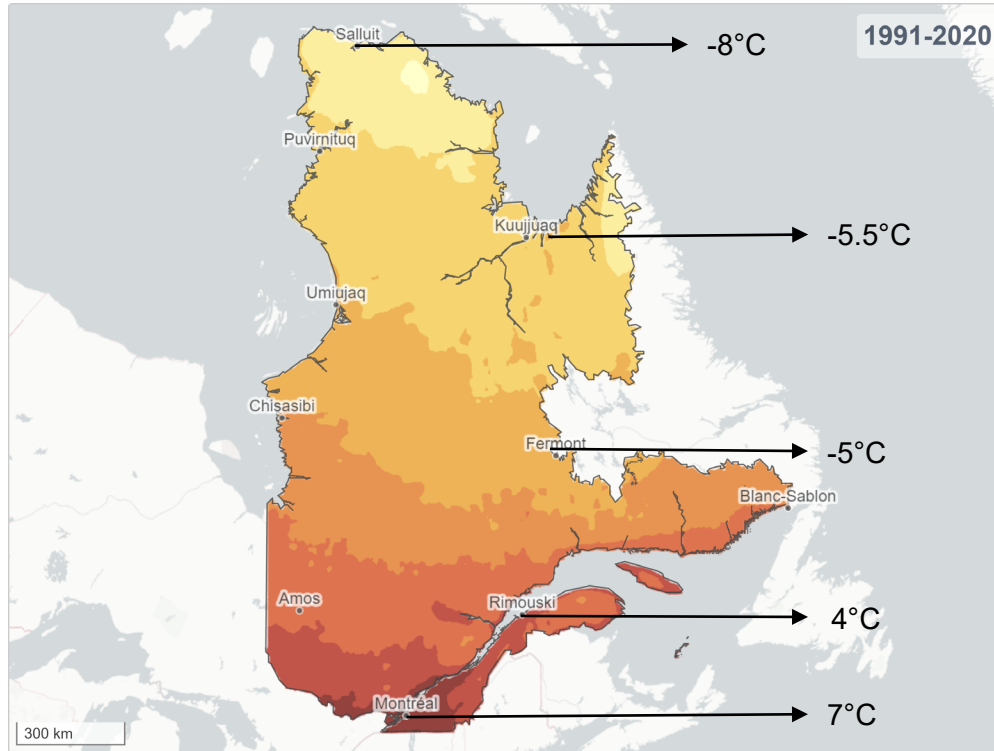 Salluit
-8°C
1991-2020
Puvirnituq
Kuujjuaq
-5.5°C
Umiujaq
Chisasibi
Fermont
-5°C
Blanc-Sablon
Amos
Rimouski
4°C
Montréal
7°C
300 km